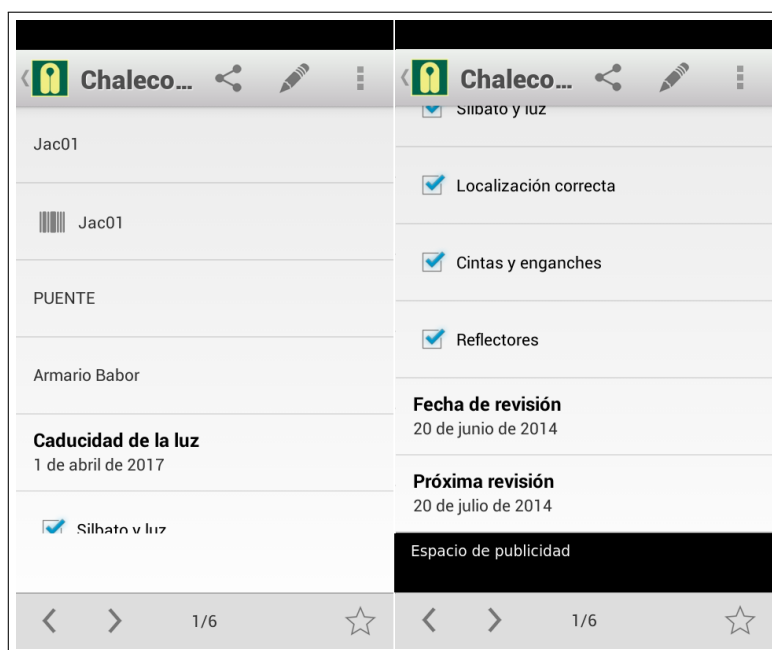 Chaleco...
Jac01
Jac01
PUENTE
Armario Babor
Caducidad de la luz
1 de abril de 2017
Silbato y luz
1/6
Chaleco...
Silbato y luz
Localización correcta
Cintas y enganches
Reflectores
Fecha de revisión
20 de junio de 2014
Próxima revisión
20 de julio de 2014
Espacio de publicidad
1/6